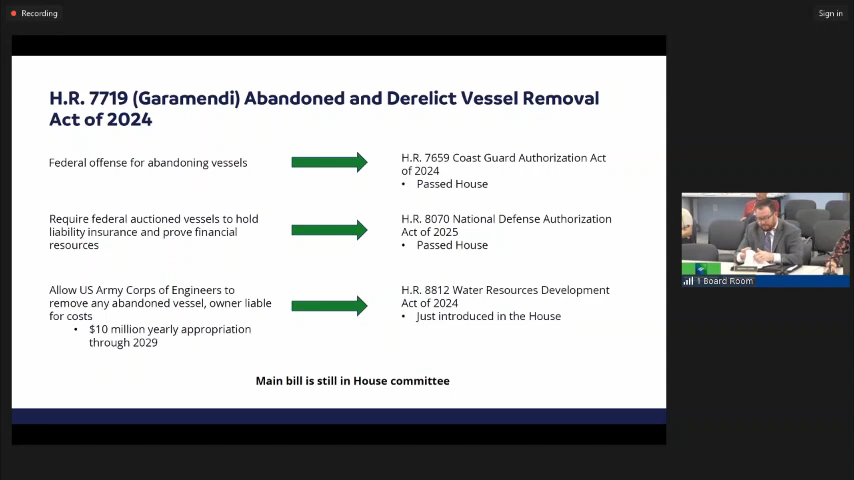 Recording
Sign in
H.R. 7719 (Garamendi) Abandoned and Derelict Vessel Removal
Act of 2024
Federal offense for abandoning vessels
H.R. 7659 Coast Guard Authorization Act
of 2024
• Passed House
Require federal auctioned vessels to hold
liability insurance and prove financial
resources
H.R. 8070 National Defense Authorization
Act of 2025
• Passed House
Allow US Army Corps of Engineers to
remove any abandoned vessel, owner liable
for costs
• $10 million yearly appropriation
through 2029
H.R. 8812 Water Resources Development
Act of 2024
• Just introduced in the House
Main bill is still in House committee
1 Board Room